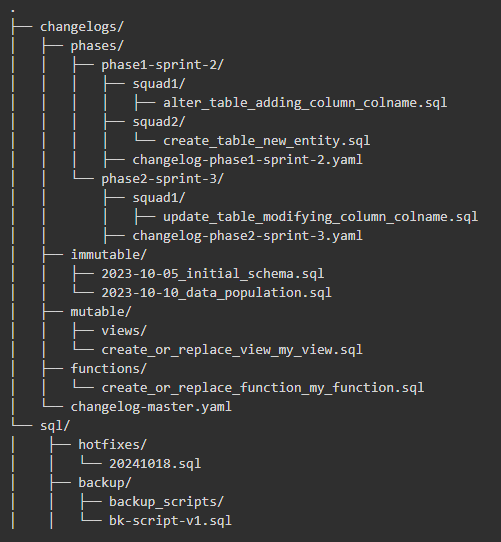 .
├── changelogs/
│   ├── phases/
│   │   ├── phase1-sprint-2/
│   │   │   ├── squad1/
│   │   │   │   ├── alter_table_adding_column_colname.sql
│   │   │   ├── squad2/
│   │   │   │   └── create_table_new_entity.sql
│   │   │   ├── changelog-phase1-sprint-2.yaml
│   │   └── phase2-sprint-3/
│   │       ├── squad1/
│   │       │   ├── update_table_modifying_column_colname.sql
│   │       ├── changelog-phase2-sprint-3.yaml
│   ├── immutable/
│   │   ├── 2023-10-05_initial_schema.sql
│   │   └── 2023-10-10_data_population.sql
│   ├── mutable/
│   │   ├── views/
│   │   └── create_or_replace_view_my_view.sql
│   ├── functions/
│   │   └── create_or_replace_function_my_function.sql
│   └── changelog-master.yaml
└── sql/
│    ├── hotfixes/
│    │   └── 20241018.sql
│    ├── backup/
│    │   ├── backup_scripts/
│    │   └── bk-script-v1.sql